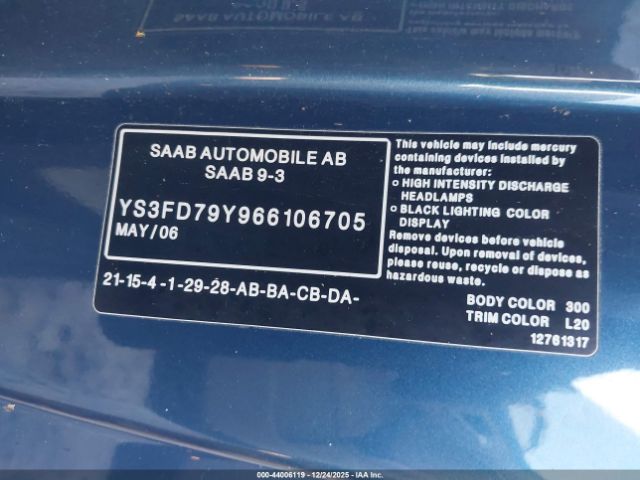 SAAB AUTOMOBILE AB
SAAB 9-3
YS3FD79Y966106705
MAY/06
21-15-4 -1-29-28-AB-BA-CB-DA-
This vehicle may include mercury
containing devices installed by
the manufacturer:
o HIGH INTENSITY DISCHARGE
HEADLAMPS
o BLACK LIGHTING COLOR
DISPLAY
Remove devices before vehicle
disposal. Upon removal of devices,
please reuse, recycle or dispose as
hazardous waste.
BODY COLOR 300
TRIM COLOR L20
12761317
000-44006119 - 12/24/2025 - IAAI, Inc.